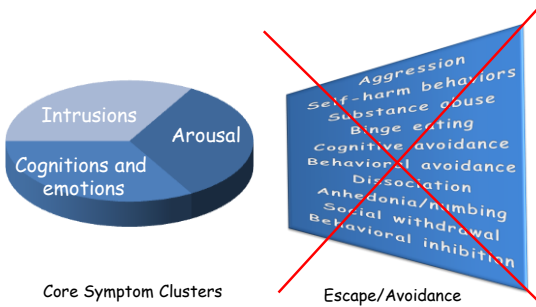 Intrusions
Arousal
Cognitions and
emotions
Core Symptom Clusters
Aggression
Self-harm behaviors
Substance abuse
Binge eating
Cognitive avoidance
Behavioral avoidance
Dissociation
Anhedonia/numbing
Social withdrawal
Behavioral inhibition
Escape/Avoidance